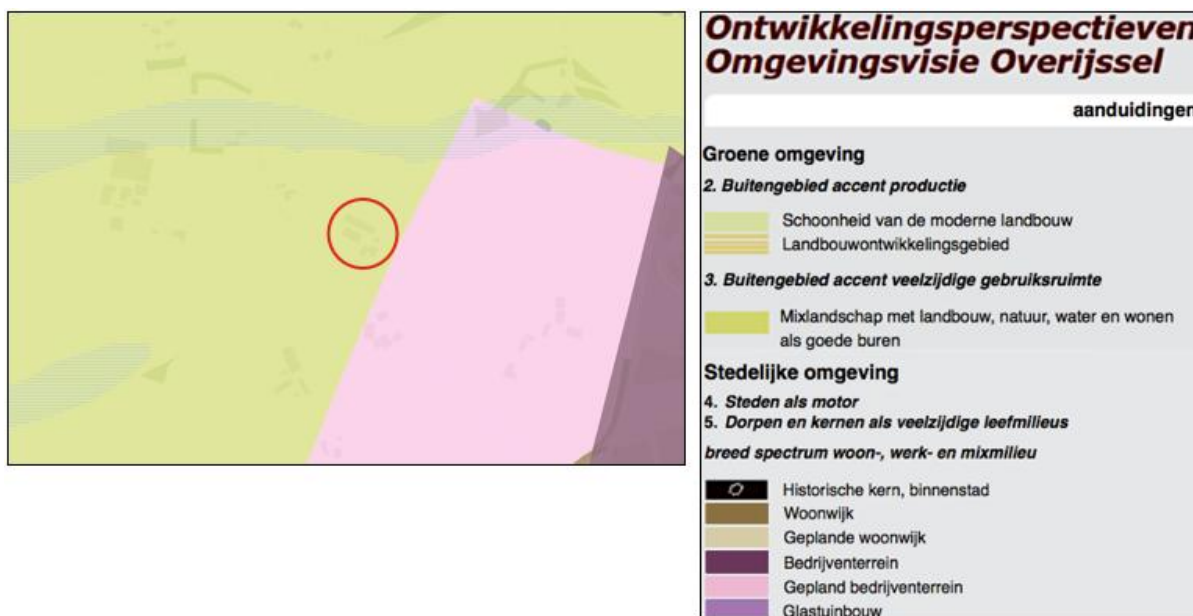 Ontwikkelingsperspectieven
Omgevingsvisie Overijssel
aanduidingen
Groene omgeving
2. Buitengebied accent productie
Schoonheid van de moderne landbouw
Landbouwontwikkelingsgebied
3. Buitengebied accent veelzijdige gebruiksruimte
Mixlandschap met landbouw, natuur, water en wonen
als goede buren
Stedelijke omgeving
4. Steden als motor
5. Dorpen en kernen als veelzijdige leefmilieus
breed spectrum woon-, werk- en mixmilieu
Historische kern, binnenstad
Woonwijk
Geplande woonwijk
Bedrijventerrein
Gepland bedrijventerrein
Glastuinbouw